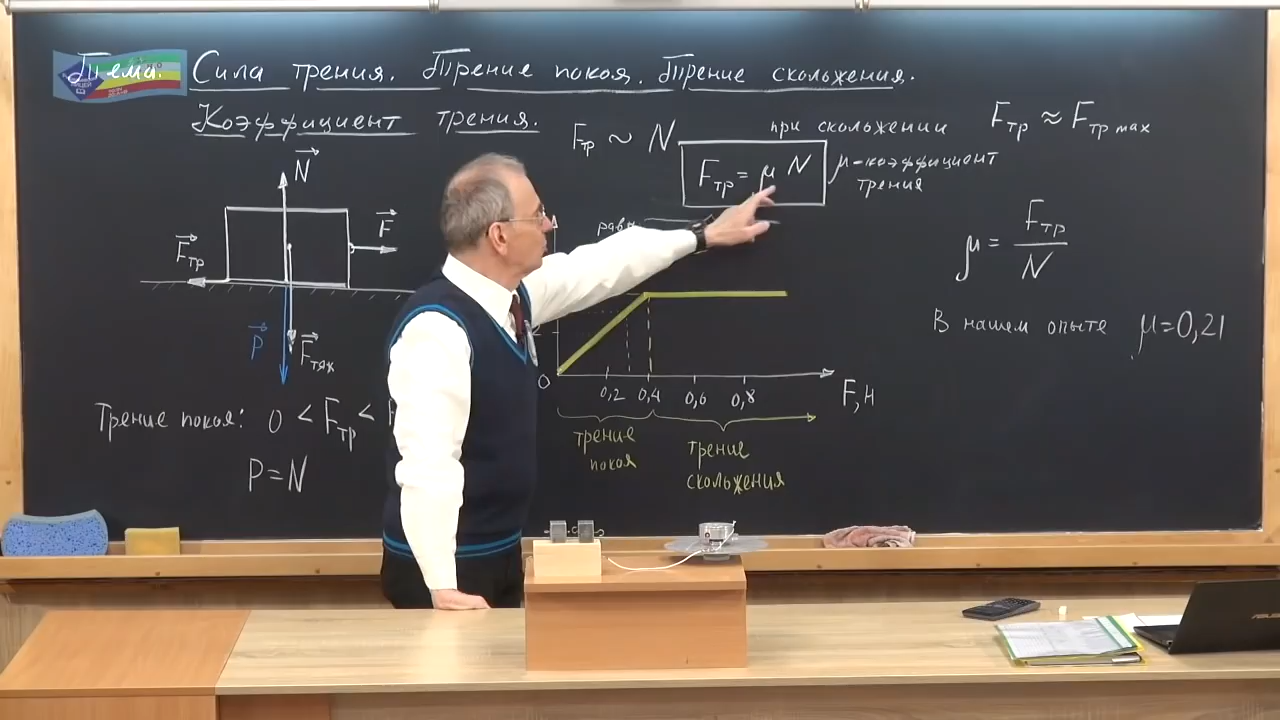 Тема. Сила трения. Трение покоя. Трение скольжения.
Коэффициент трения.
Fтр ~ N
при скольжении
Fтр ≈ Fтр max
Fтр = μ N
μ - коэффициент
трения
N
F
Fтр
P
Fтяж
μ = Fтр / N
В нашем опыте μ = 0,21
0
0,2 0,4 0,6 0,8
F, Н
Трение покоя: 0 < Fтр <
P = N
трение
покоя
трение
скольжения
ASUS